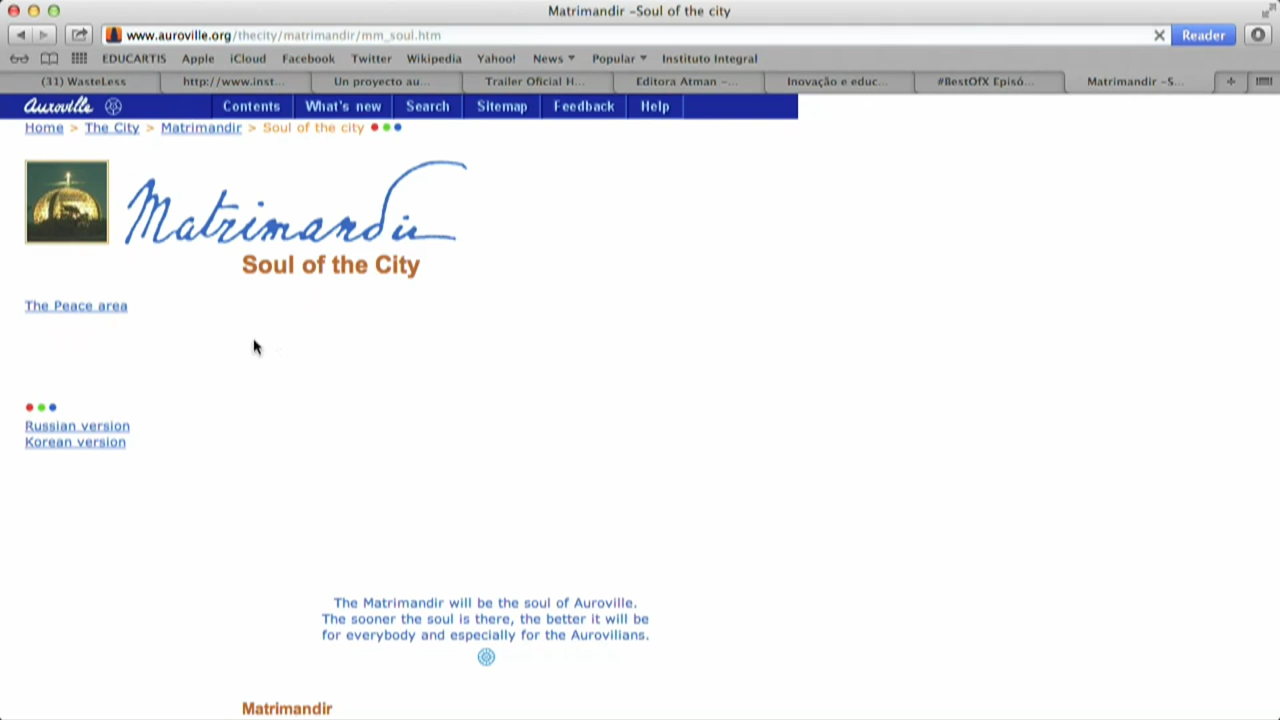 Matrimandir -Soul of the city
www.auroville.org/thecity/matrimandir/mm_soul.htm
Reader
EDUCARTIS Apple iCloud Facebook Twitter Wikipedia Yahoo! News Popular Instituto Integral
(31) WasteLess http://www.inst... Un proyecto au... Trailer Oficial H... Editora Atman -... Inovação e educ... #BestOfX Episó... Matrimandir -S...
Auroville Contents What's new Search Sitemap Feedback Help
Home > The City > Matrimandir > Soul of the city
Matrimandir
Soul of the City
The Peace area
Russian version
Korean version
The Matrimandir will be the soul of Auroville.
The sooner the soul is there, the better it will be
for everybody and especially for the Aurovilians.
Matrimandir